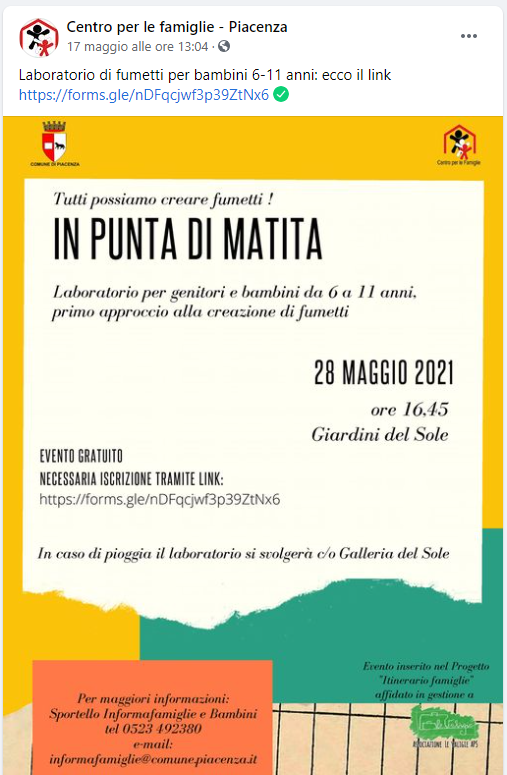 Centro per le famiglie - Piacenza
17 maggio alle ore 13:04 ·
Laboratorio di fumetti per bambini 6-11 anni: ecco il link
https://forms.gle/nDFqcjwf3p39ZtNx6
COMUNE DI PIACENZA
Centro per le Famiglie
Tutti possiamo creare fumetti !
IN PUNTA DI MATITA
Laboratorio per genitori e bambini da 6 a 11 anni,
primo approccio alla creazione di fumetti
28 MAGGIO 2021
ore 16,45
Giardini del Sole
EVENTO GRATUITO
NECESSARIA ISCRIZIONE TRAMITE LINK:
https://forms.gle/nDFqcjwf3p39ZtNx6
In caso di pioggia il laboratorio si svolgerà c/o Galleria del Sole
Evento inserito nel Progetto
"Itinerario famiglie"
affidato in gestione a
Per maggiori informazioni:
Sportello Informafamiglie e Bambini
tel 0523 492380
e-mail:
informafamiglie@comune.piacenza.it
ASSOCIAZIONE LE VALIGIE APS